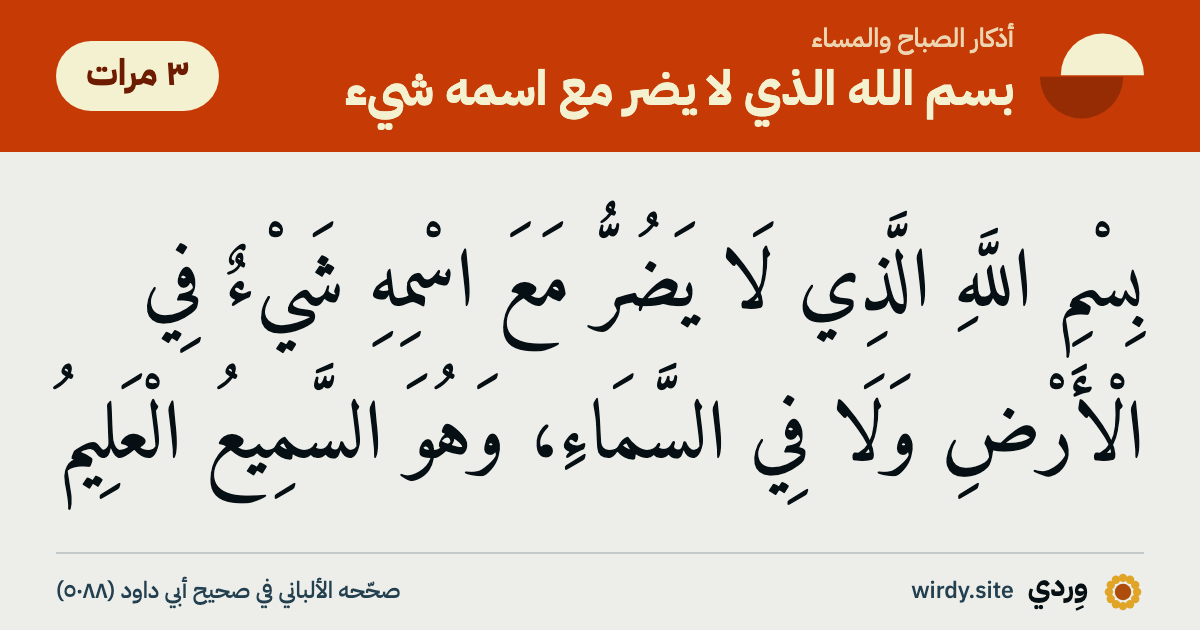 أذكار الصباح والمساء
بسم الله الذي لا يضر مع اسمه شيء
٣ مرات
بِسْمِ اللَّهِ الَّذِي لَا يَضُرُّ مَعَ اسْمِهِ شَيْءٌ فِي
الْأَرْضِ وَلَا فِي السَّمَاءِ، وَهُوَ السَّمِيعُ الْعَلِيمُ
وِردي wirdy.site
صحّحه الألباني في صحيح أبي داود (٥٠٨٨)